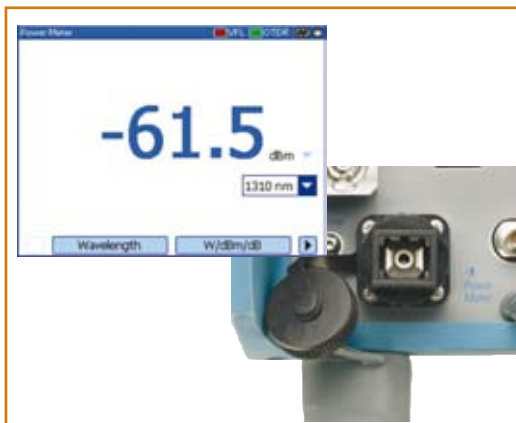 Power Meter VFL OTDR
-61.5 dBm
1310 nm
Wavelength W/dBm/dB
Power
Meter